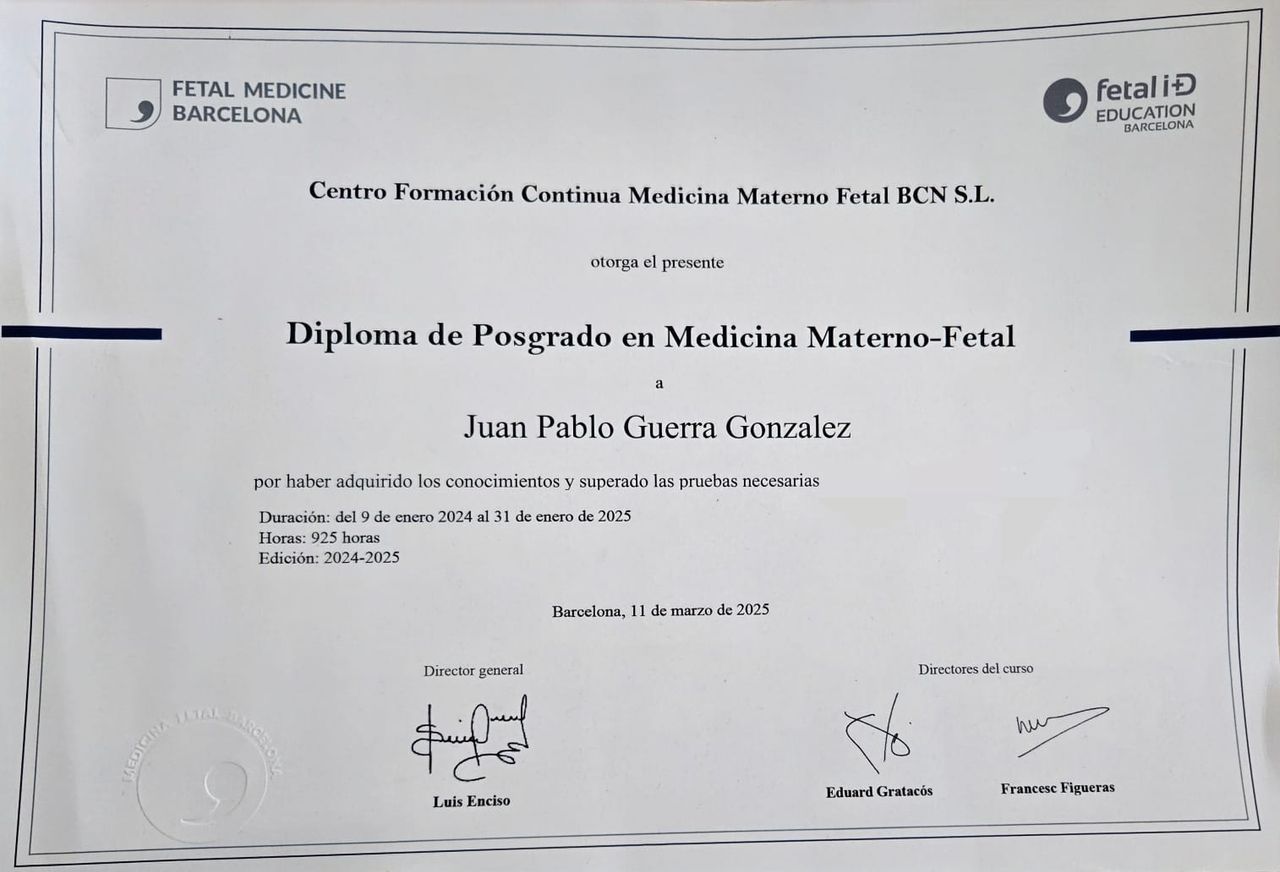 FETAL MEDICINE
BARCELONA
fetal i+D
EDUCATION
BARCELONA
Centro Formación Continua Medicina Materno Fetal BCN S.L.
otorga el presente
Diploma de Posgrado en Medicina Materno-Fetal
a
Juan Pablo Guerra Gonzalez
por haber adquirido los conocimientos y superado las pruebas necesarias
Duración: del 9 de enero 2024 al 31 de enero de 2025
Horas: 925 horas
Edición: 2024-2025
Barcelona, 11 de marzo de 2025
Director general
Directores del curso
Luis Enciso
Eduard Gratacós
Francesc Figueras
MEDICINA FETAL BARCELONA